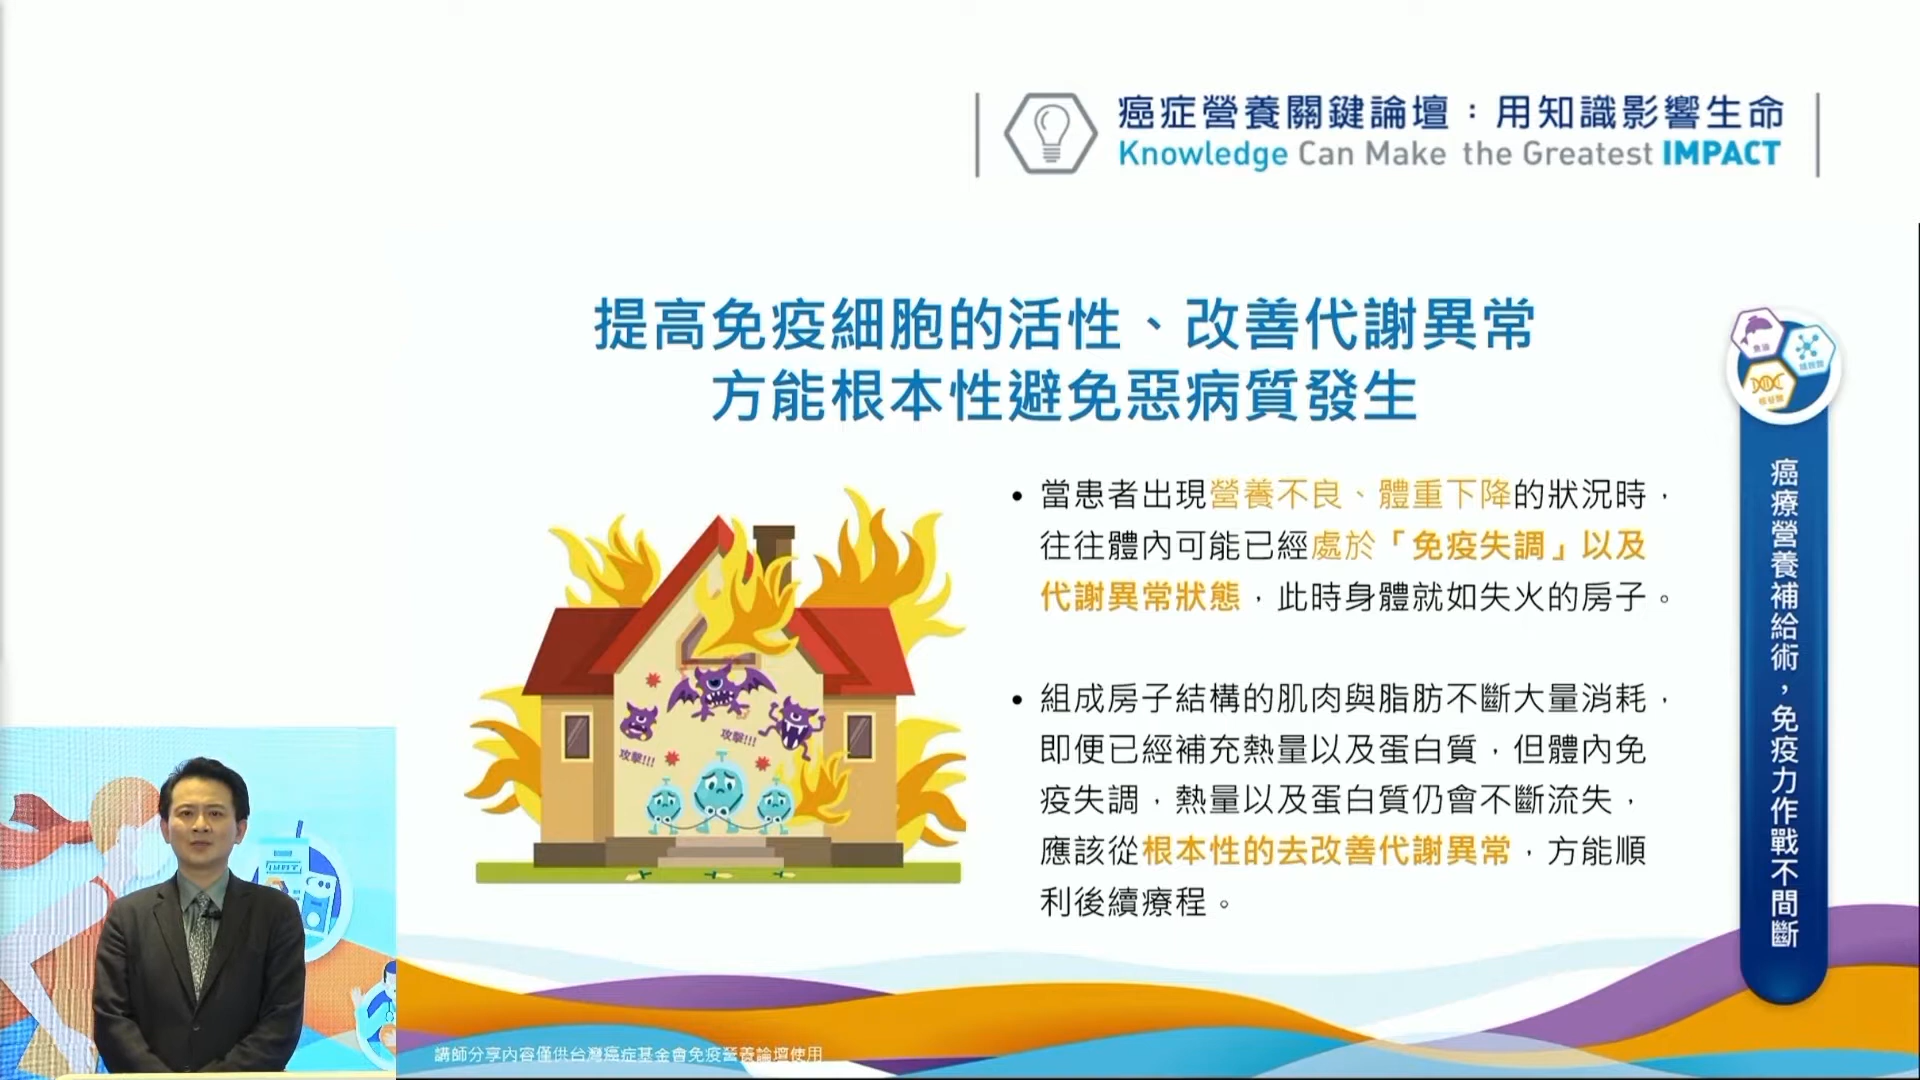 癌症營養關鍵論壇：用知識影響生命
Knowledge Can Make the Greatest IMPACT
提高免疫細胞的活性、改善代謝異常
方能根本性避免惡病質發生
• 當患者出現營養不良、體重下降的狀況時，
往往體內可能已經處於「免疫失調」以及
代謝異常狀態，此時身體就如失火的房子。
• 組成房子結構的肌肉與脂肪不斷大量消耗，
即便已經補充熱量以及蛋白質，但體內免
疫失調，熱量以及蛋白質仍會不斷流失，
應該從根本性的去改善代謝異常，方能順
利後續療程。
攻擊!!!
攻擊!!!
魚油
精胺酸
核苷酸
癌療營養補給術，免疫力作戰不間斷
IMPACT
講師分享內容僅供台灣癌症基金會免疫營養論壇使用